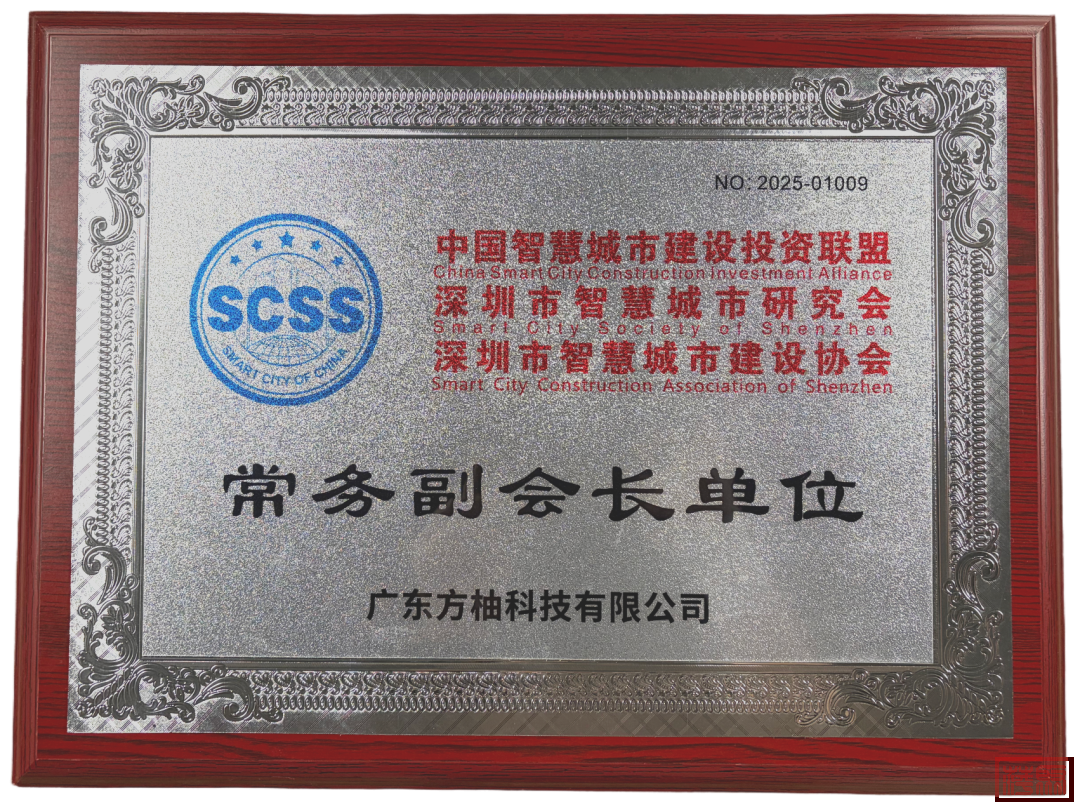 NO: 2025-01009
SCSS
SMART CITY OF CHINA
中国智慧城市建设投资联盟
China Smart City Construction Investment Alliance
深圳市智慧城市研究会
Smart City Society of Shenzhen
深圳市智慧城市建设协会
Smart City Construction Association of Shenzhen
常务副会长单位
广东方柚科技有限公司